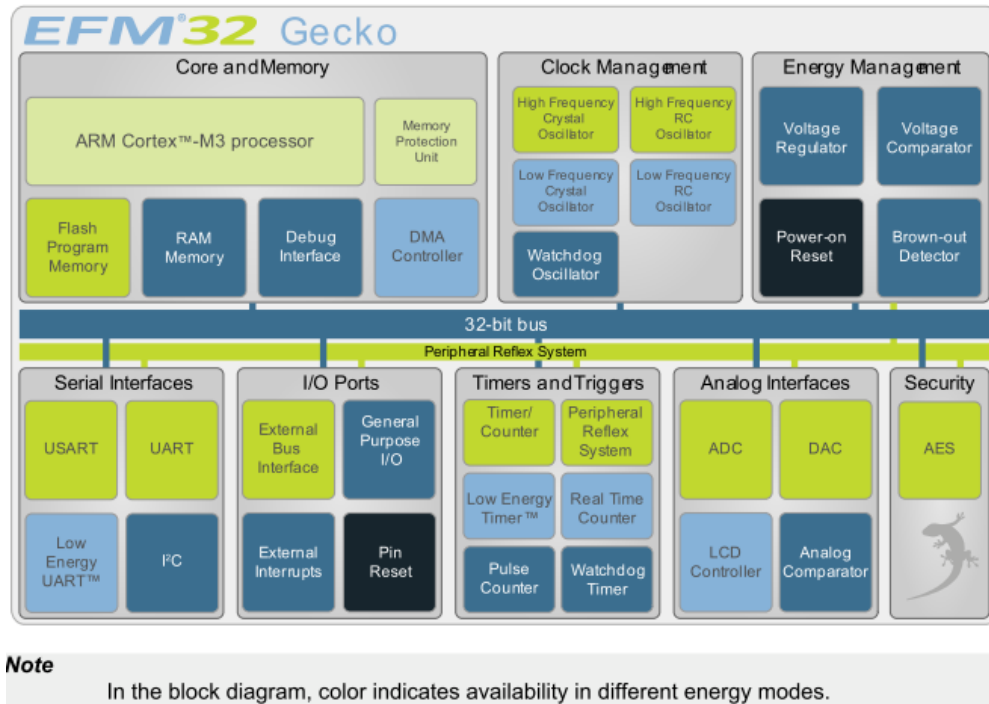 EFM®32 Gecko
Core and Memory
ARM Cortex™-M3 processor
Memory
Protection
Unit
Flash
Program
Memory
RAM
Memory
Debug
Interface
DMA
Controller
Clock Management
High Frequency
Crystal
Oscillator
High Frequency
RC
Oscillator
Low Frequency
Crystal
Oscillator
Low Frequency
RC
Oscillator
Watchdog
Oscillator
Energy Management
Voltage
Regulator
Voltage
Comparator
Power-on
Reset
Brown-out
Detector
32-bit bus
Peripheral Reflex System
Serial Interfaces
USART
UART
Low
Energy
UART™
I²C
I/O Ports
External
Bus
Interface
General
Purpose
I/O
External
Interrupts
Pin
Reset
Timers and Triggers
Timer/
Counter
Peripheral
Reflex
System
Low Energy
Timer™
Real Time
Counter
Pulse
Counter
Watchdog
Timer
Analog Interfaces
ADC
DAC
LCD
Controller
Analog
Comparator
Security
AES
Note
In the block diagram, color indicates availability in different energy modes.